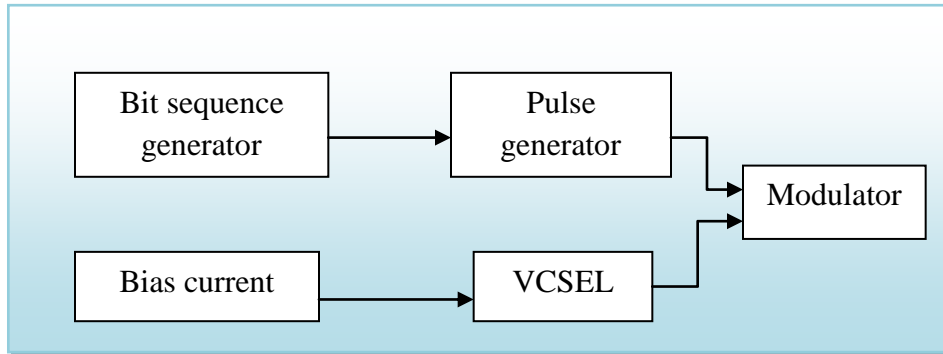 Bit sequence
generator
Pulse
generator
Modulator
Bias current
VCSEL